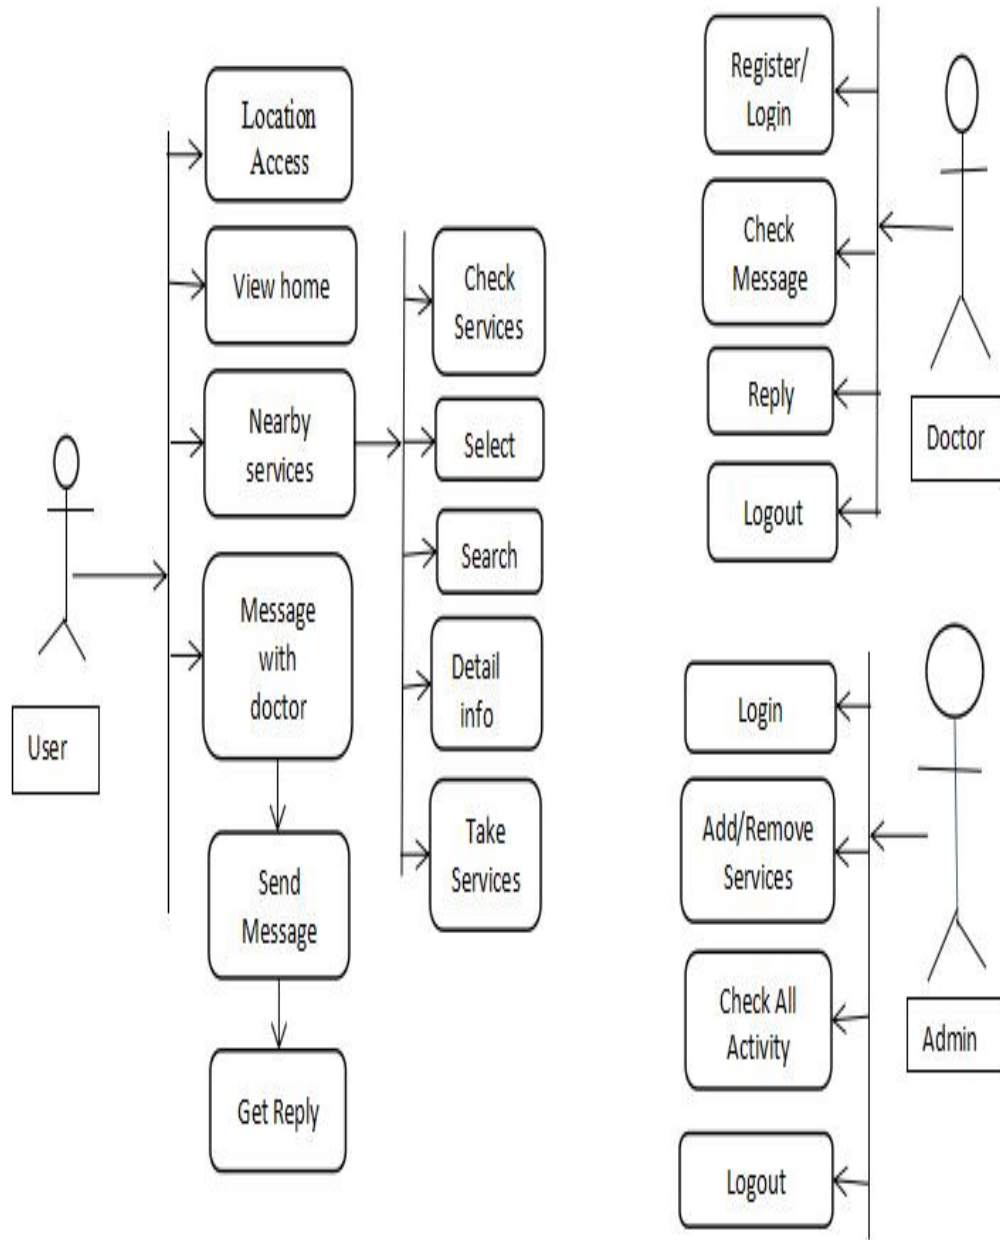 Location
Access
View home
Nearby
services
Message
with
doctor
Send
Message
Get Reply
User
Check
Services
Select
Search
Detail
info
Take
Services
Register/
Login
Check
Message
Reply
Logout
Doctor
Login
Add/Remove
Services
Check All
Activity
Logout
Admin